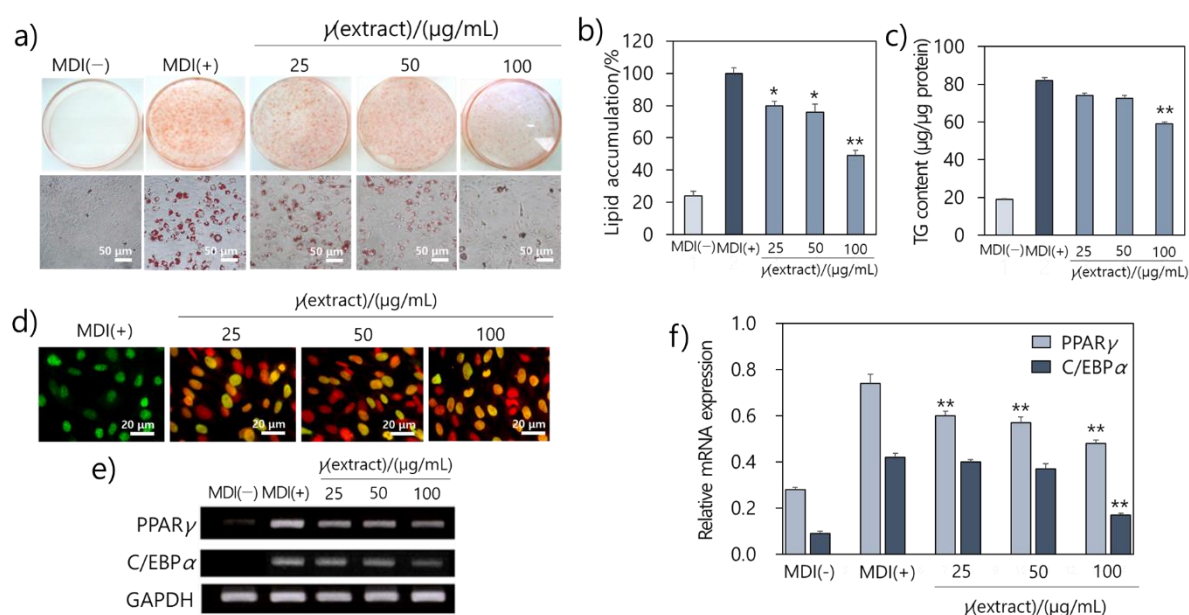 a)
γ(extract)/(μg/mL)
MDI(−) MDI(+) 25 50 100
50 μm 50 μm 50 μm 50 μm 50 μm
b)
Lipid accumulation/%
120
100
80
60
40
20
0
* * **
MDI(−) MDI(+) 25 50 100
γ(extract)/(μg/mL)
c)
TG content (μg/μg protein)
100
80
60
40
20
0
**
MDI(−) MDI(+) 25 50 100
γ(extract)/(μg/mL)
d)
γ(extract)/(μg/mL)
MDI(+) 25 50 100
20 μm 20 μm 20 μm 20 μm
e)
γ(extract)/(μg/mL)
MDI(−) MDI(+) 25 50 100
PPARγ
C/EBPα
GAPDH
f)
Relative mRNA expression
1.0
0.8
0.6
0.4
0.2
0.0
PPARγ
C/EBPα
** ** ** **
MDI(-) MDI(+) 25 50 100
γ(extract)/(μg/mL)